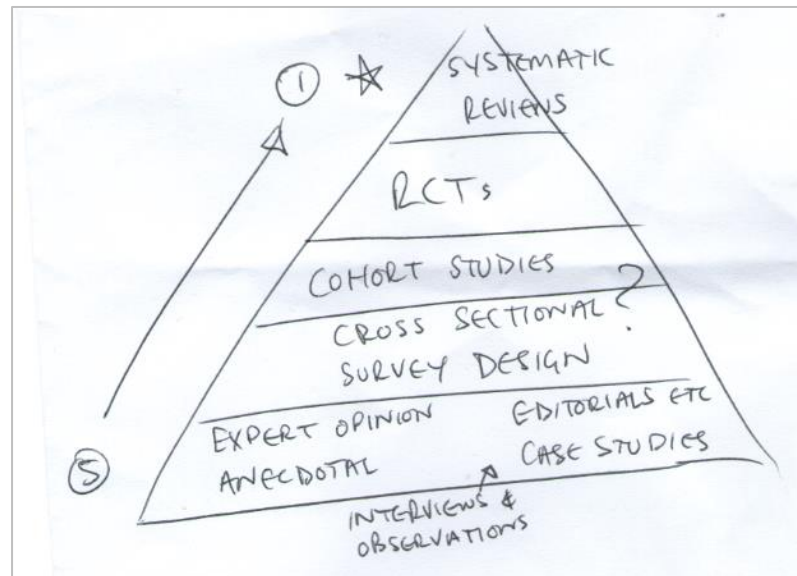 ① ☆ SYSTEMATIC
REVIEWS
RCTs
COHORT STUDIES
CROSS SECTIONAL ?
SURVEY DESIGN
EXPERT OPINION EDITORIALS ETC
⑤ ANECDOTAL CASE STUDIES
INTERVIEWS &
OBSERVATIONS